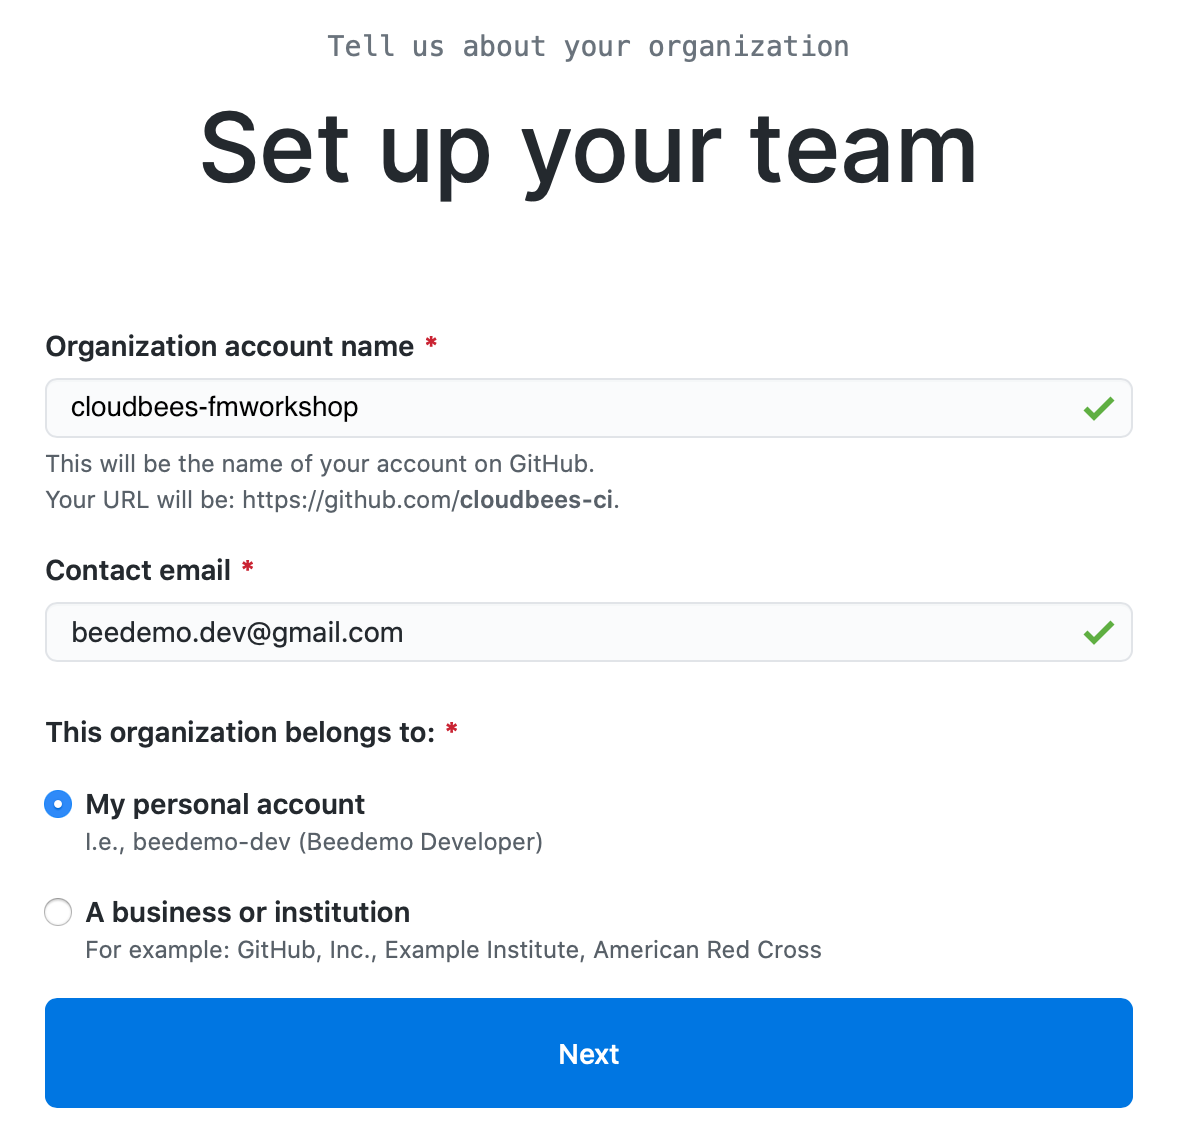 Tell us about your organization
Set up your team
Organization account name *
cloudbees-fmworkshop
This will be the name of your account on GitHub.
Your URL will be: https://github.com/cloudbees-ci.
Contact email *
beedemo.dev@gmail.com
This organization belongs to: *
My personal account
I.e., beedemo-dev (Beedemo Developer)
A business or institution
For example: GitHub, Inc., Example Institute, American Red Cross
Next